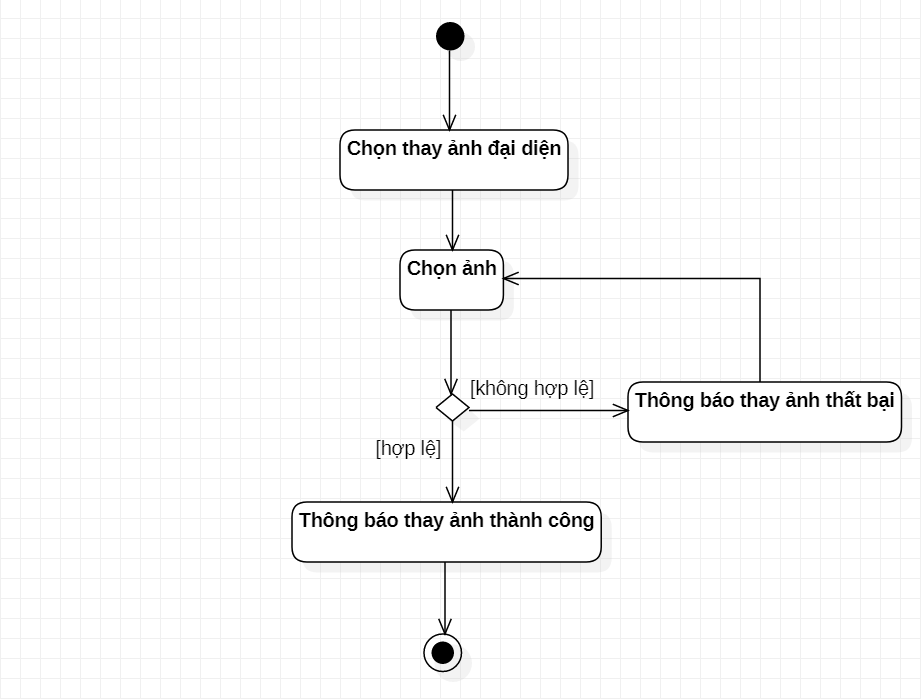 Chọn thay ảnh đại diện
Chọn ảnh
[không hợp lệ]
Thông báo thay ảnh thất bại
[hợp lệ]
Thông báo thay ảnh thành công